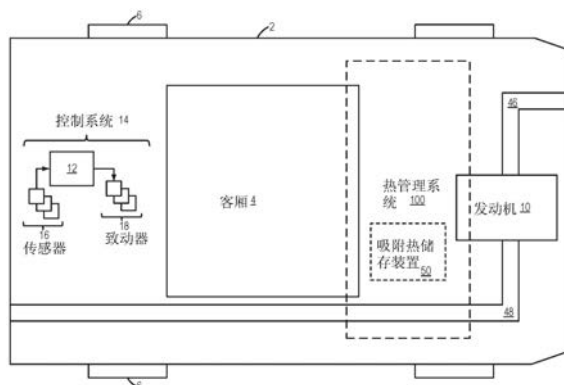 6
2
控制系统 14
12
16
传感器
18
致动器
客厢 4
热管理系
统 100
吸附热储
存装置
50
46
发动机 10
48
6